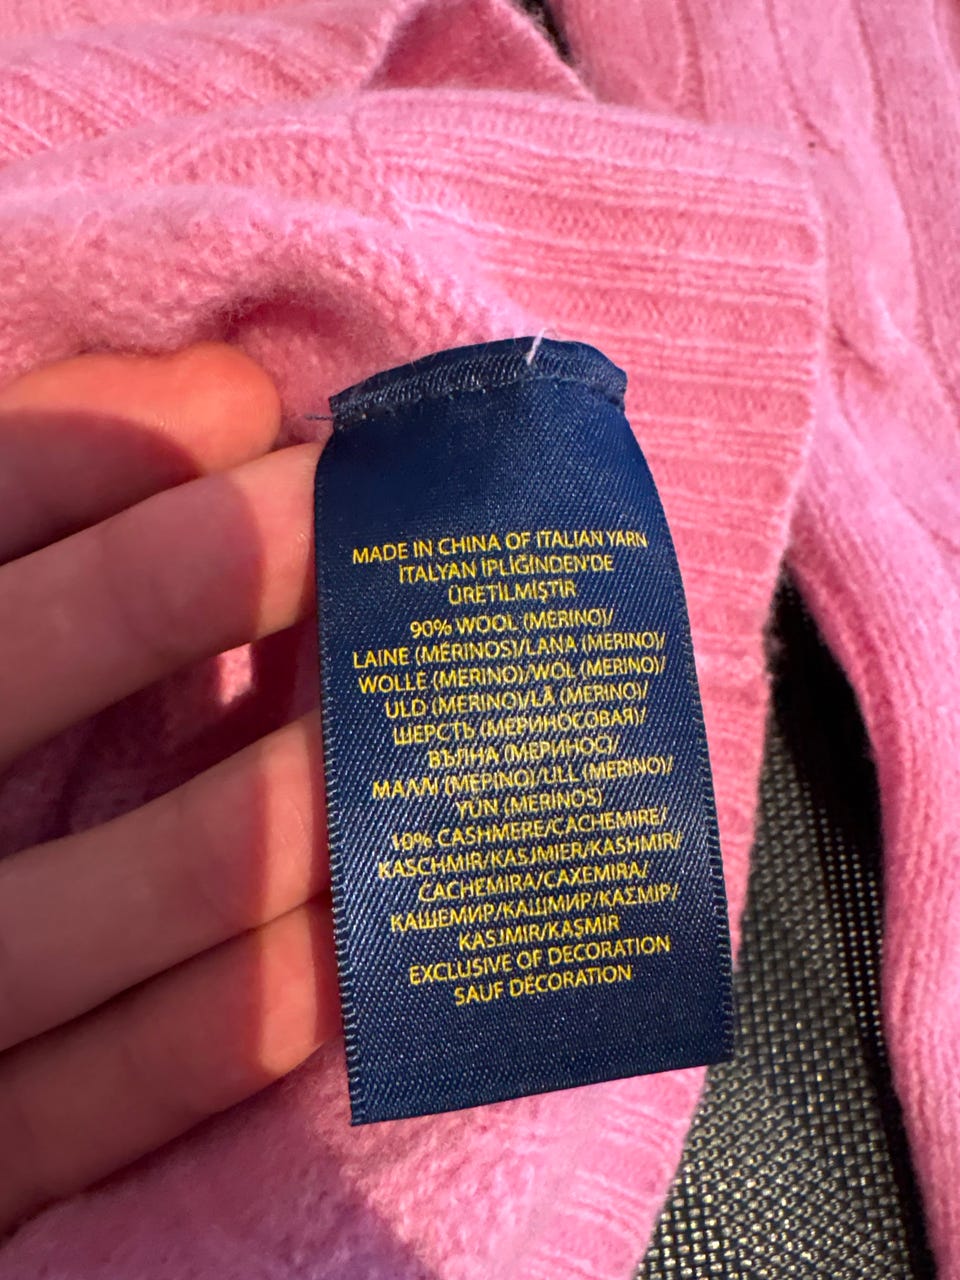 MADE IN CHINA OF ITALIAN YARN
İTALYAN İPLİĞİNDEN'DE
ÜRETİLMİŞTİR
90% WOOL (MERINO)/
LAINE (MÉRINOS)/LANA (MERINO)/
WOLLE (MERINO)/WOL (MERINO)/
ULD (MERINO)/LÃ (MERINO)/
ШЕРСТЬ (МЕРИНОСОВАЯ)/
ВЪЛНА (МЕРИНОС)/
ΜΑΛΛΙ (ΜΕΡΙΝΟ)/ULL (MERINO)/
YÜN (MERINOS)
10% CASHMERE/CACHEMIRE/
KASCHMIR/KASJMIER/KASHMIR/
CACHEMIRA/CAXEMIRA/
КАШЕМИР/КАШМИР/ΚΑΣΜΙΡ/
KASJMIR/KAŞMİR
EXCLUSIVE OF DECORATION
SAUF DÉCORATION